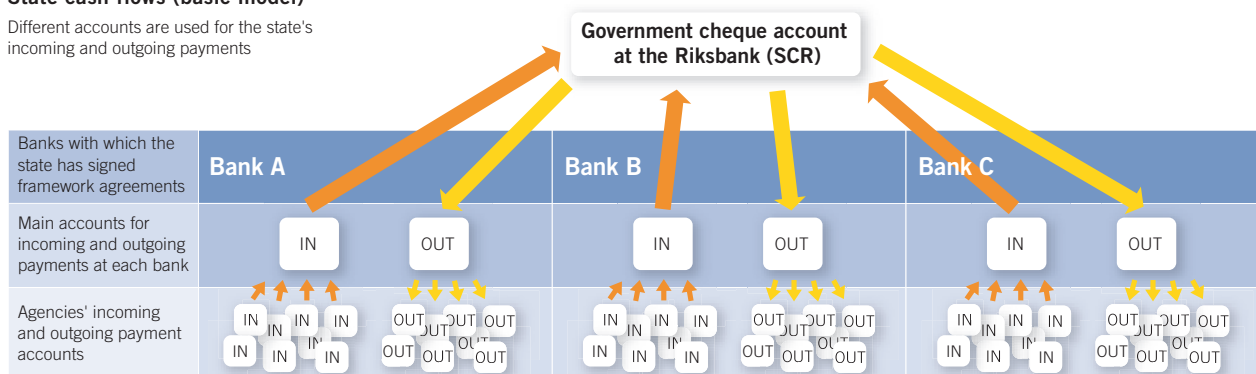 State cash flows (basic model)
Different accounts are used for the state's
incoming and outgoing payments
Government cheque account
at the Riksbank (SCR)
Banks with which the
state has signed
framework agreements
Bank A
Bank B
Bank C
Main accounts for
incoming and outgoing
payments at each bank
IN
OUT
IN
OUT
IN
OUT
Agencies' incoming
and outgoing payment
accounts
IN
IN
IN
IN
IN
IN
IN
IN
OUT
OUT
OUT
OUT
OUT
OUT
OUT
OUT
IN
IN
IN
IN
IN
IN
IN
IN
OUT
OUT
OUT
OUT
OUT
OUT
OUT
OUT
IN
IN
IN
IN
IN
IN
IN
IN
OUT
OUT
OUT
OUT
OUT
OUT
OUT
OUT